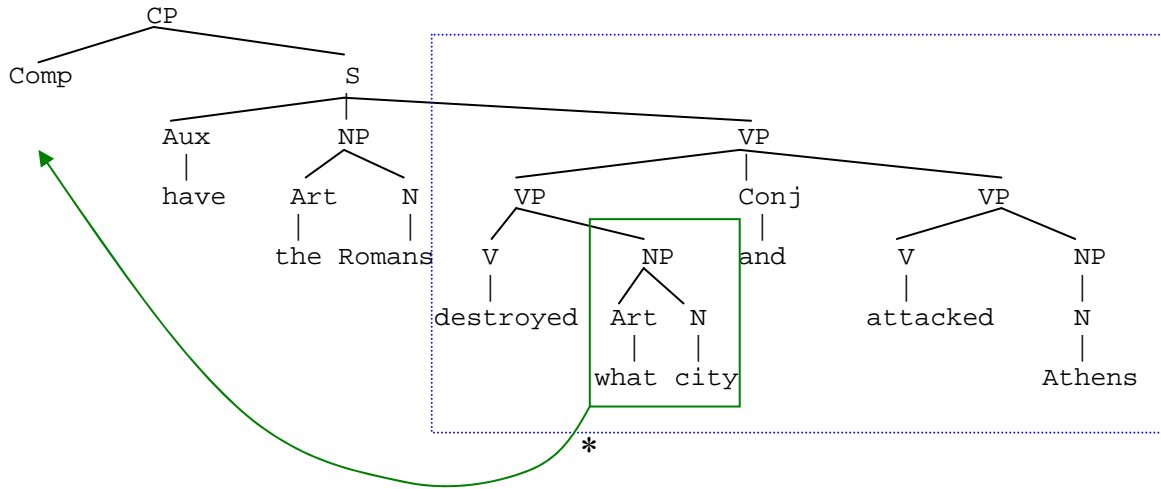 CP
Comp S
Aux NP VP
have Art N VP Conj VP
the Romans V NP and V NP
destroyed Art N attacked N
what city Athens
*